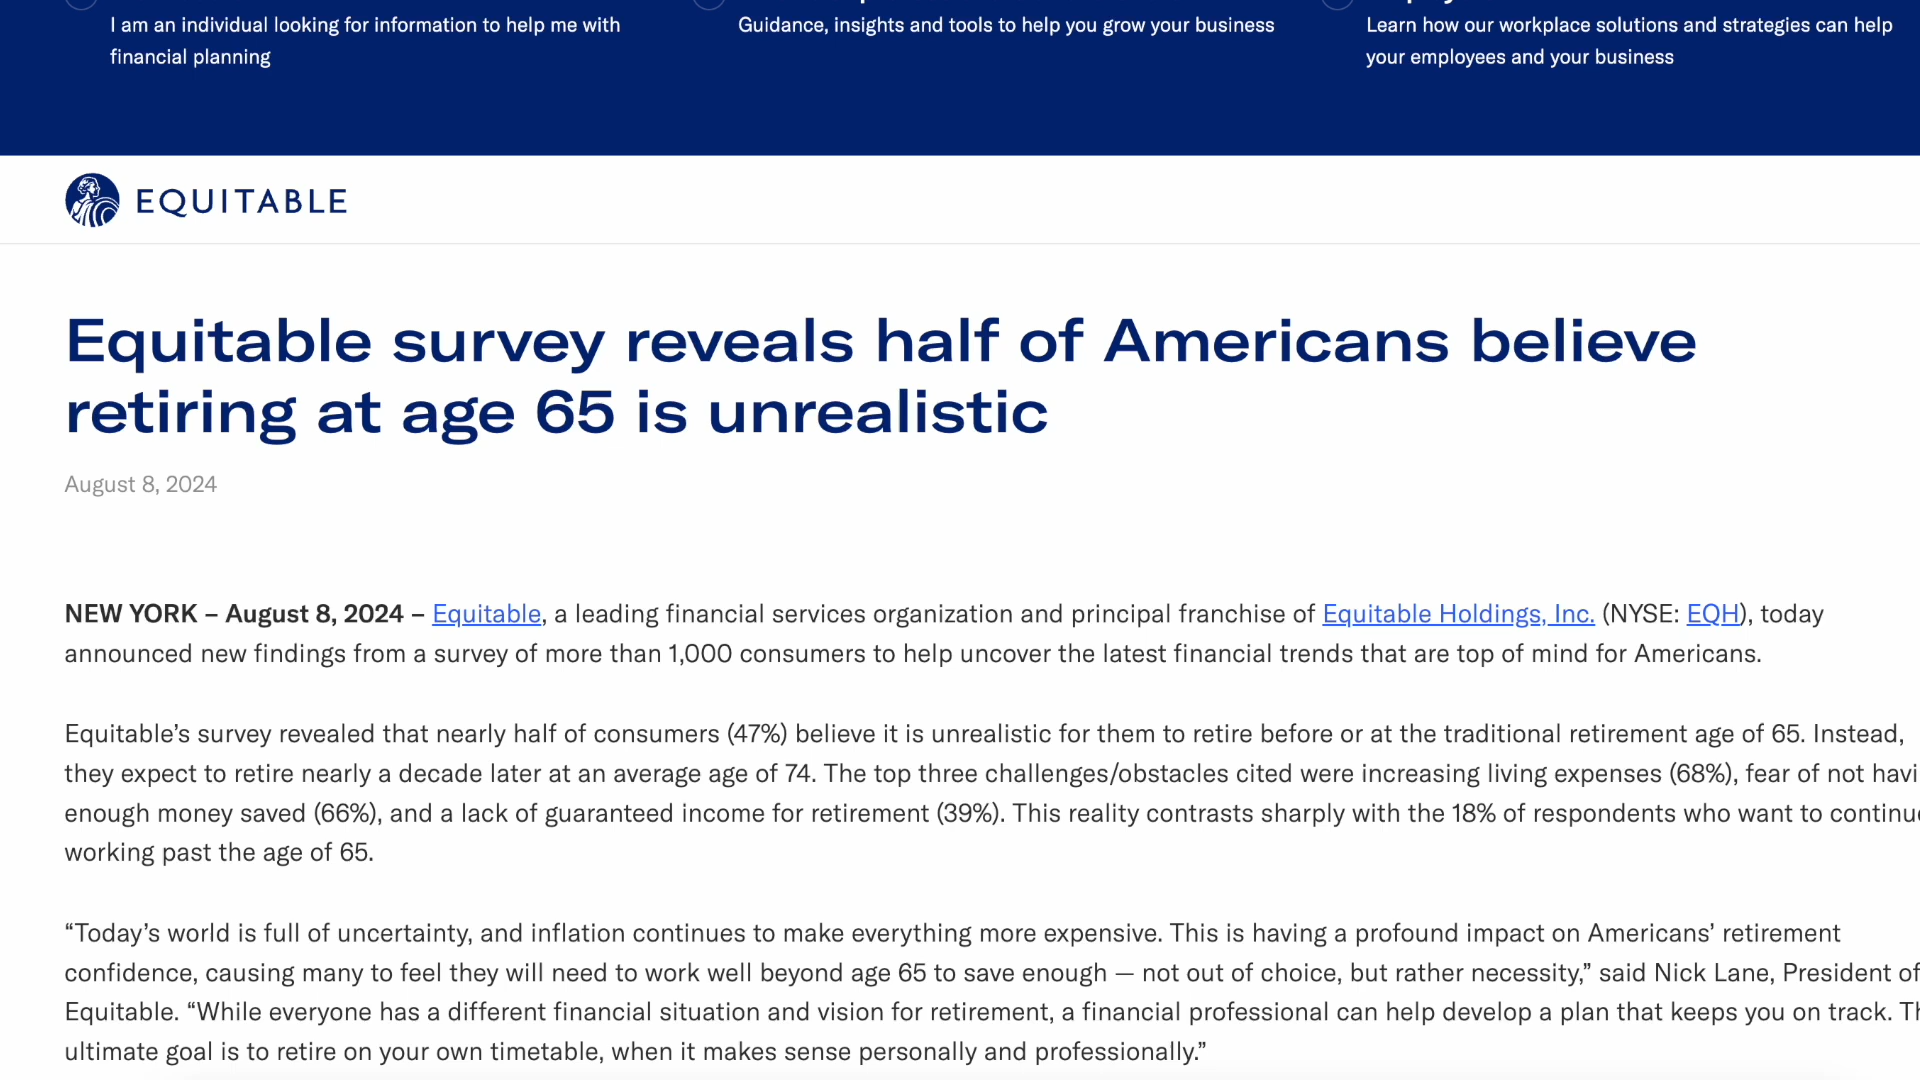 I am an individual looking for information to help me with
financial planning
Guidance, insights and tools to help you grow your business
Learn how our workplace solutions and strategies can help
your employees and your business
EQUITABLE
Equitable survey reveals half of Americans believe
retiring at age 65 is unrealistic
August 8, 2024
NEW YORK – August 8, 2024 – Equitable, a leading financial services organization and principal franchise of Equitable Holdings, Inc. (NYSE: EQH), today
announced new findings from a survey of more than 1,000 consumers to help uncover the latest financial trends that are top of mind for Americans.
Equitable’s survey revealed that nearly half of consumers (47%) believe it is unrealistic for them to retire before or at the traditional retirement age of 65. Instead,
they expect to retire nearly a decade later at an average age of 74. The top three challenges/obstacles cited were increasing living expenses (68%), fear of not havi
enough money saved (66%), and a lack of guaranteed income for retirement (39%). This reality contrasts sharply with the 18% of respondents who want to continue
working past the age of 65.
“Today’s world is full of uncertainty, and inflation continues to make everything more expensive. This is having a profound impact on Americans’ retirement
confidence, causing many to feel they will need to work well beyond age 65 to save enough — not out of choice, but rather necessity,” said Nick Lane, President of
Equitable. “While everyone has a different financial situation and vision for retirement, a financial professional can help develop a plan that keeps you on track. Th
ultimate goal is to retire on your own timetable, when it makes sense personally and professionally.”